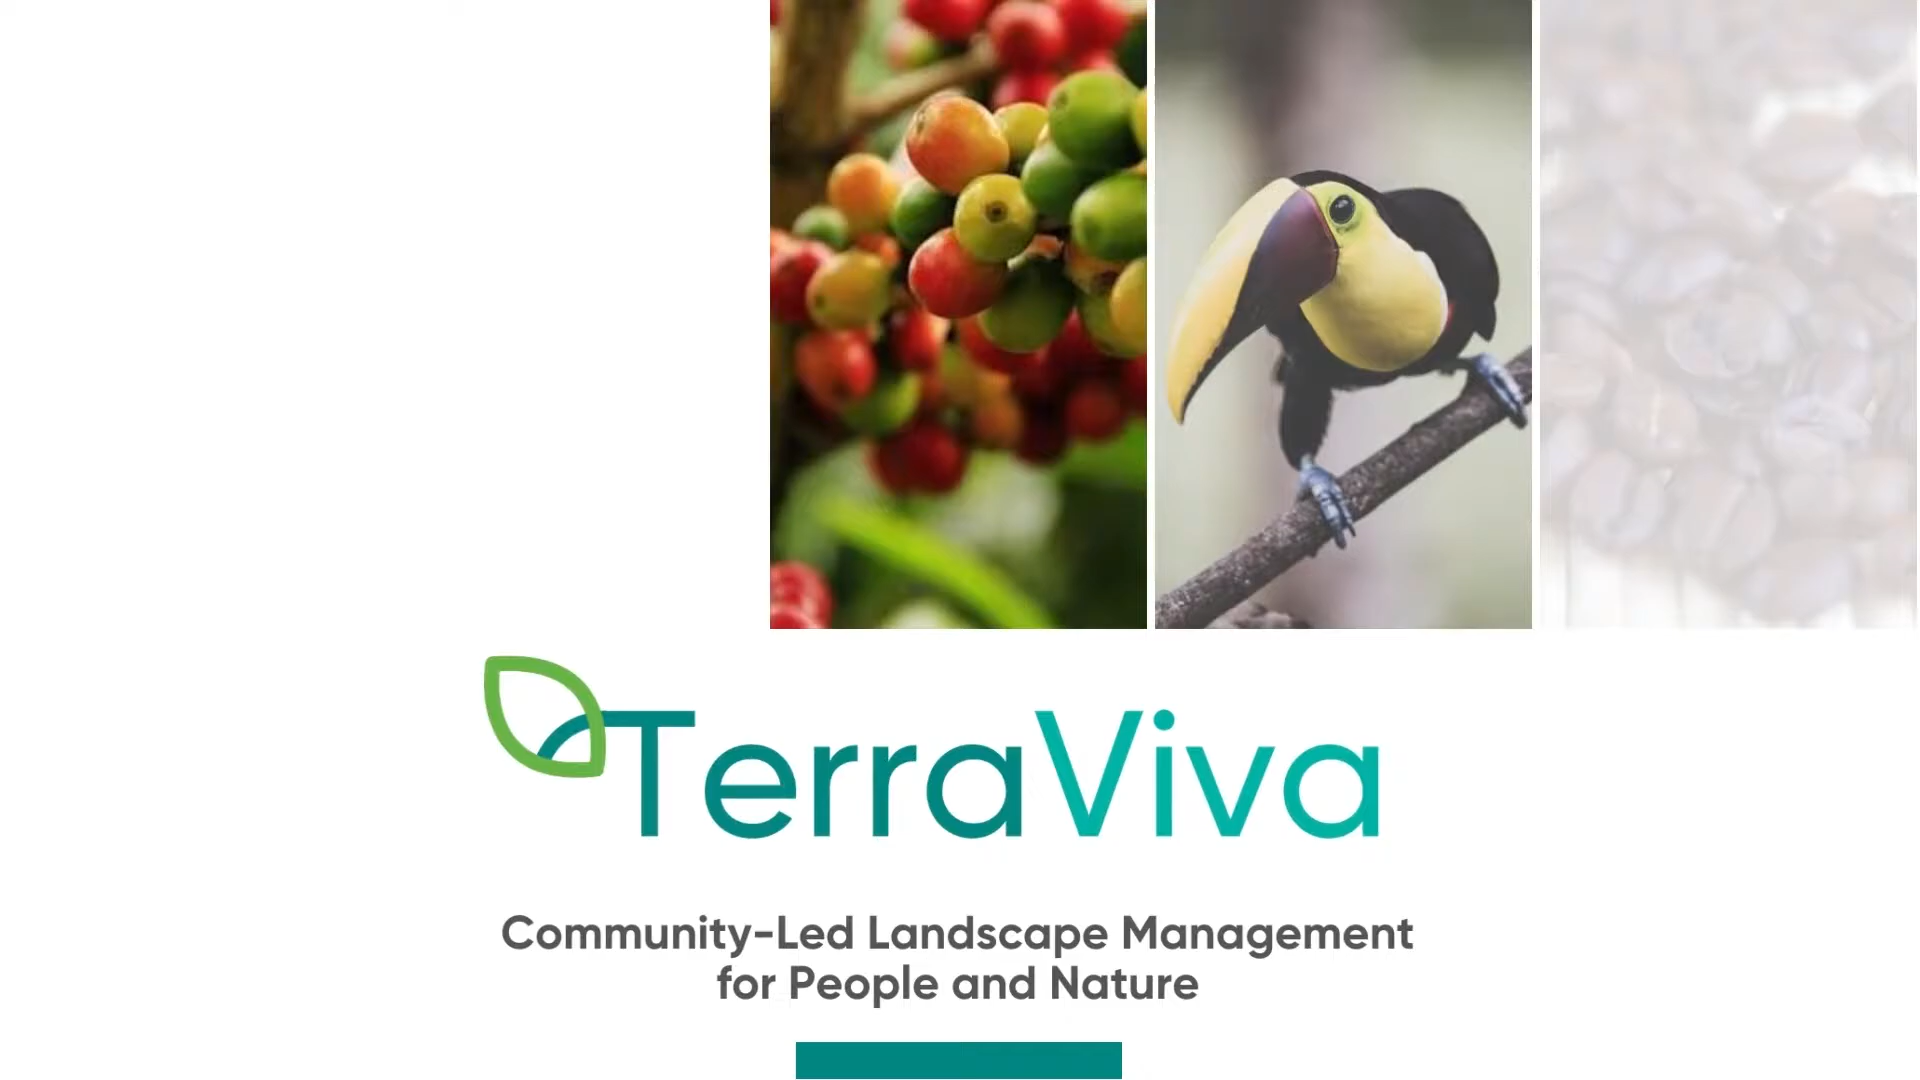 TerraViva
Community-Led Landscape Management
for People and Nature